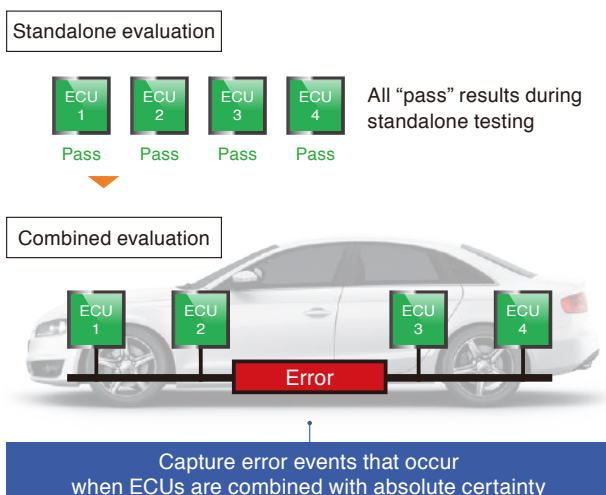 Standalone evaluation
ECU
1
ECU
2
ECU
3
ECU
4
All “pass” results during
standalone testing
Pass
Pass
Pass
Pass
Combined evaluation
ECU
1
ECU
2
ECU
3
ECU
4
Error
Capture error events that occur
when ECUs are combined with absolute certainty